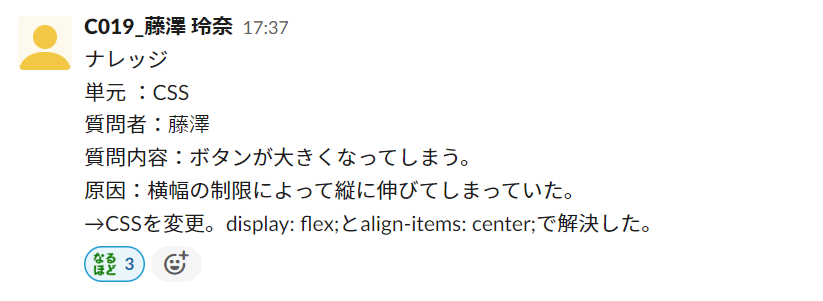 C019_藤澤 玲奈 17:37
ナレッジ
単元 ：CSS
質問者：藤澤
質問内容：ボタンが大きくなってしまう。
原因：横幅の制限によって縦に伸びてしまっていた。
→CSSを変更。display: flex;とalign-items: center;で解決した。
なるほど 3